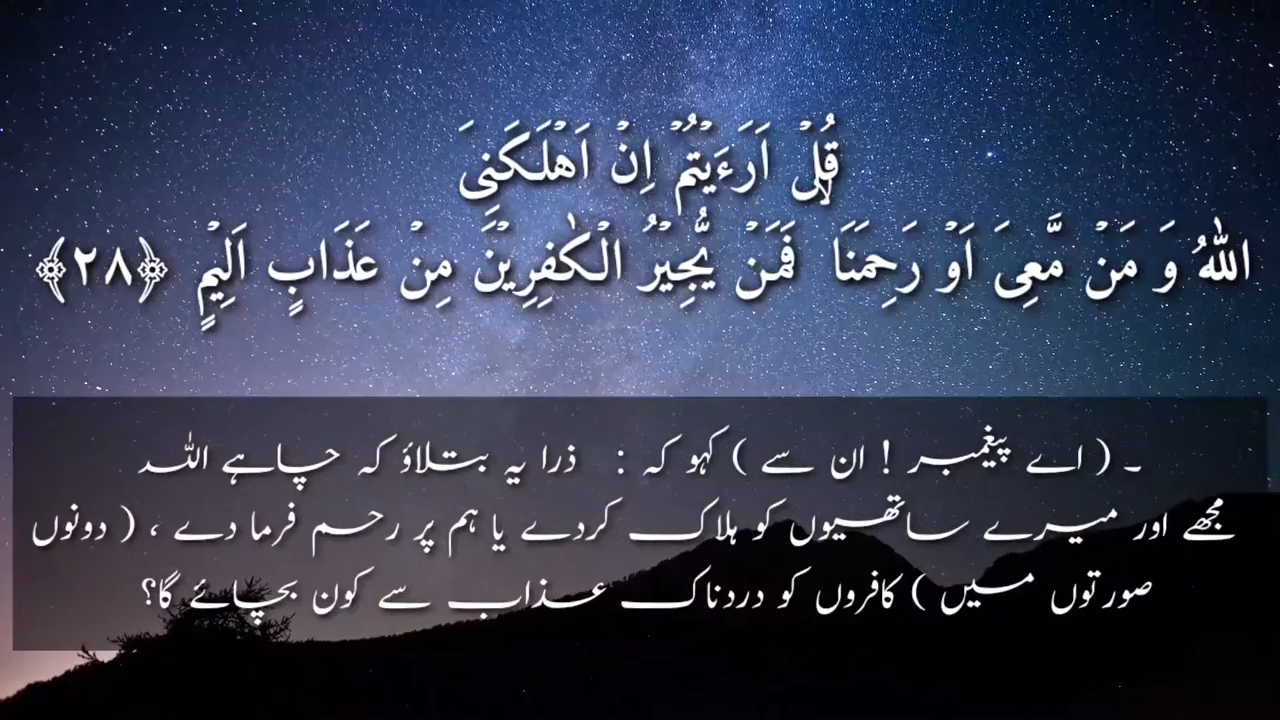 قُلۡ اَرَءَيۡتُمۡ اِنۡ اَهۡلَكَنِىَ
اللّٰهُ وَ مَنۡ مَّعِىَ اَوۡ رَحِمَنَا ۙ فَمَنۡ يُّجِيۡرُ الۡكٰفِرِيۡنَ مِنۡ عَذَابٍ اَلِيۡمٍ ﴿۲۸﴾
۔ ( اے پیغمبر ! ان سے ) کہو کہ : ذرا یہ بتلاؤ کہ چاہے اللہ
مجھے اور میرے ساتھیوں کو ہلاک کردے یا ہم پر رحم فرما دے ، ( دونوں
صورتوں میں ) کافروں کو دردناک عذاب سے کون بچائے گا؟